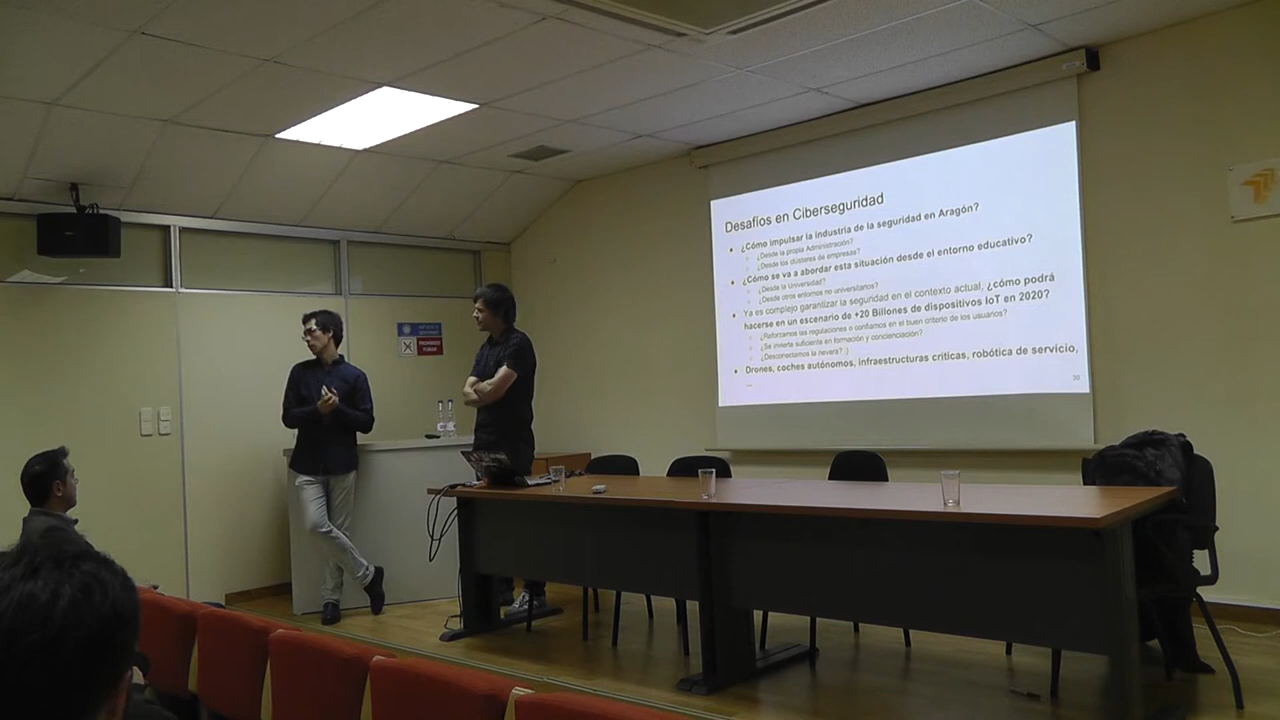 Desafíos en Ciberseguridad
• ¿Cómo impulsar la industria de la seguridad en Aragón?
¿Desde la propia Administración?
¿Desde los clústeres de empresas?
• ¿Cómo se va a abordar esta situación desde el entorno educativo?
¿Desde la Universidad?
¿Desde otros entornos no universitarios?
• Ya es complejo garantizar la seguridad en el contexto actual, ¿cómo podrá
hacerse en un escenario de +20 Billones de dispositivos IoT en 2020?
¿Reforzamos las regulaciones o confiamos en el buen criterio de los usuarios?
¿Se invierte suficiente en formación y concienciación?
¿Desconectamos la nevera? :)
• Drones, coches autónomos, infraestructuras críticas, robótica de servicio,
...
30
PROHIBIDO
FUMAR